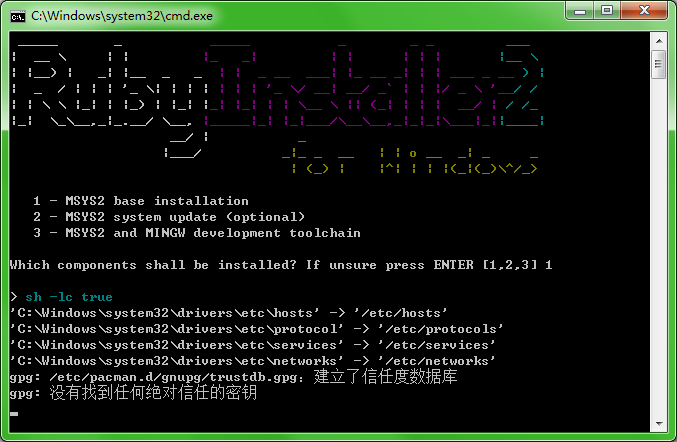 C:\Windows\system32\cmd.exe
RubyInstaller2
for Windows
1 - MSYS2 base installation
2 - MSYS2 system update (optional)
3 - MSYS2 and MINGW development toolchain
Which components shall be installed? If unsure press ENTER [1,2,3] 1
> sh -lc true
'C:\Windows\system32\drivers\etc\hosts' -> '/etc/hosts'
'C:\Windows\system32\drivers\etc\protocol' -> '/etc/protocols'
'C:\Windows\system32\drivers\etc\services' -> '/etc/services'
'C:\Windows\system32\drivers\etc\networks' -> '/etc/networks'
gpg: /etc/pacman.d/gnupg/trustdb.gpg：建立了信任度数据库
gpg: 没有找到任何绝对信任的密钥